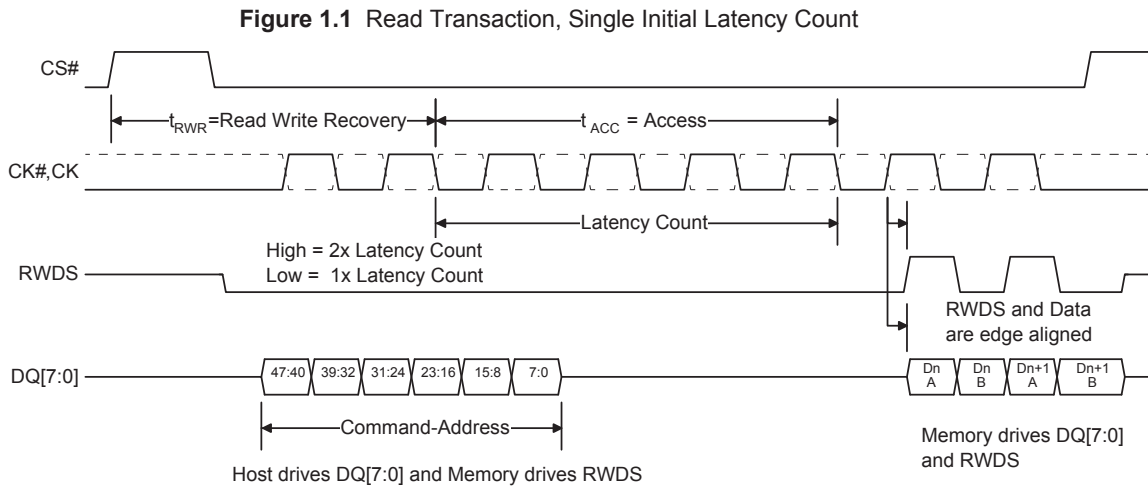 Figure 1.1 Read Transaction, Single Initial Latency Count
CS#
tRWR=Read Write Recovery
tACC = Access
CK#,CK
Latency Count
High = 2x Latency Count
Low = 1x Latency Count
RWDS
RWDS and Data
are edge aligned
DQ[7:0]
47:40 39:32 31:24 23:16 15:8 7:0
Dn A
Dn B
Dn+1 A
Dn+1 B
Command-Address
Memory drives DQ[7:0]
and RWDS
Host drives DQ[7:0] and Memory drives RWDS